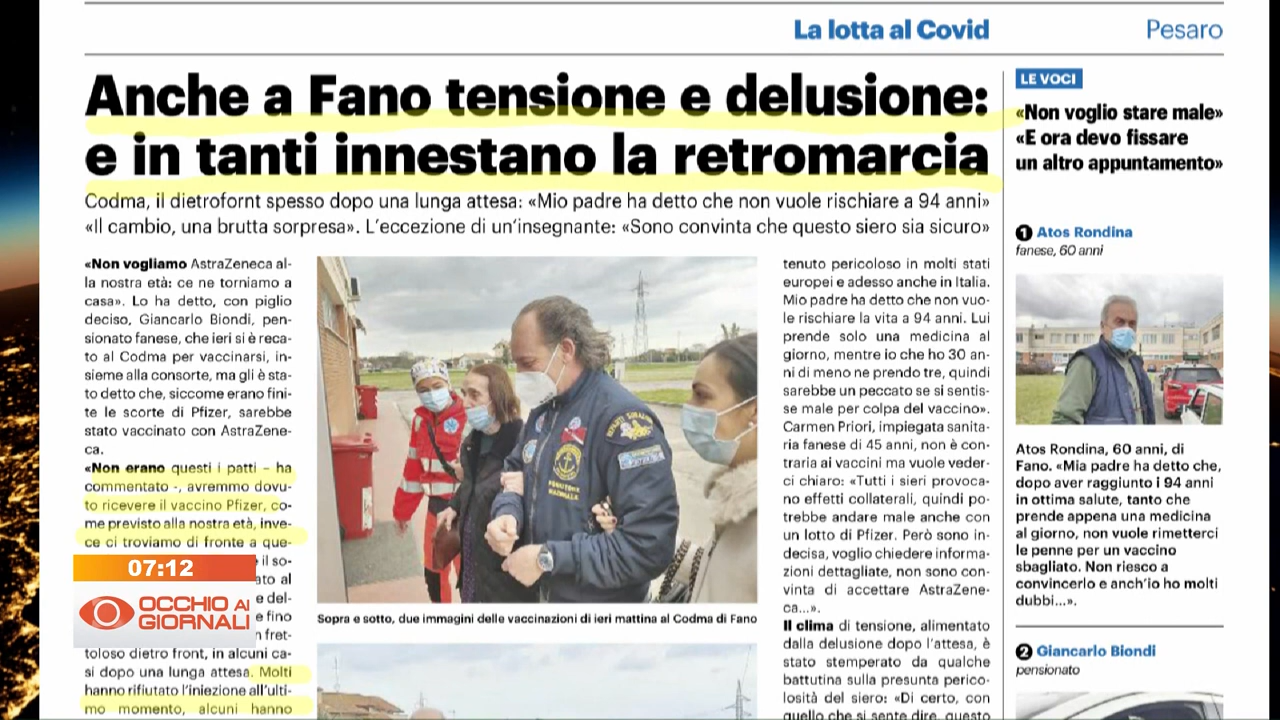 La lotta al Covid
Pesaro
Anche a Fano tensione e delusione:
e in tanti innestano la retromarcia
Codma, il dietrofornt spesso dopo una lunga attesa: «Mio padre ha detto che non vuole rischiare a 94 anni»
«Il cambio, una brutta sorpresa». L'eccezione di un'insegnante: «Sono convinta che questo siero sia sicuro»
«Non vogliamo AstraZeneca al-
la nostra età: ce ne torniamo a
casa». Lo ha detto, con piglio
deciso, Giancarlo Biondi, pen-
sionato fanese, che ieri si è reca-
to al Codma per vaccinarsi, in-
sieme alla consorte, ma gli è sta-
to detto che, siccome erano fini-
te le scorte di Pfizer, sarebbe
stato vaccinato con AstraZene-
ca.
«Non erano questi i patti – ha
commentato -, avremmo dovu-
to ricevere il vaccino Pfizer, co-
me previsto alla nostra età, inve-
ce ci troviamo di fronte a que-
il so-
ato al
e del-
e fino
n fret-
toloso dietro front, in alcuni ca-
si dopo una lunga attesa. Molti
hanno rifiutato l'iniezione all'ulti-
mo momento, alcuni hanno
07:12
OCCHIO AI
GIORNALI
Sopra e sotto, due immagini delle vaccinazioni di ieri mattina al Codma di Fano
tenuto pericoloso in molti stati
europei e adesso anche in Italia.
Mio padre ha detto che non vuo-
le rischiare la vita a 94 anni. Lui
prende solo una medicina al
giorno, mentre io che ho 30 an-
ni di meno ne prendo tre, quindi
sarebbe un peccato se si sentis-
se male per colpa del vaccino».
Carmen Priori, impiegata sanita-
ria fanese di 45 anni, non è con-
traria ai vaccini ma vuole veder-
ci chiaro: «Tutti i sieri provoca-
no effetti collaterali, quindi po-
trebbe andare male anche con
un lotto di Pfizer. Però sono in-
decisa, voglio chiedere informa-
zioni dettagliate, non sono con-
vinta di accettare AstraZene-
ca...».
Il clima di tensione, alimentato
dalla delusione dopo l'attesa, è
stato stemperato da qualche
battutina sulla presunta perico-
losità del siero: «Di certo, con
quello che si sente dire, questo
LE VOCI
«Non voglio stare male»
«E ora devo fissare
un altro appuntamento»
1 Atos Rondina
fanese, 60 anni
Atos Rondina, 60 anni, di
Fano. «Mia padre ha detto che,
dopo aver raggiunto i 94 anni
in ottima salute, tanto che
prende appena una medicina
al giorno, non vuole rimetterci
le penne per un vaccino
sbagliato. Non riesco a
convincerlo e anch'io ho molti
dubbi...».
2 Giancarlo Biondi
pensionato